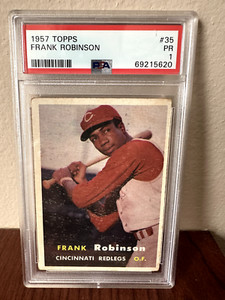 1957 TOPPS #35
FRANK ROBINSON PR
PSA 1
69215620
FRANK Robinson
CINCINNATI REDLEGS O.F.